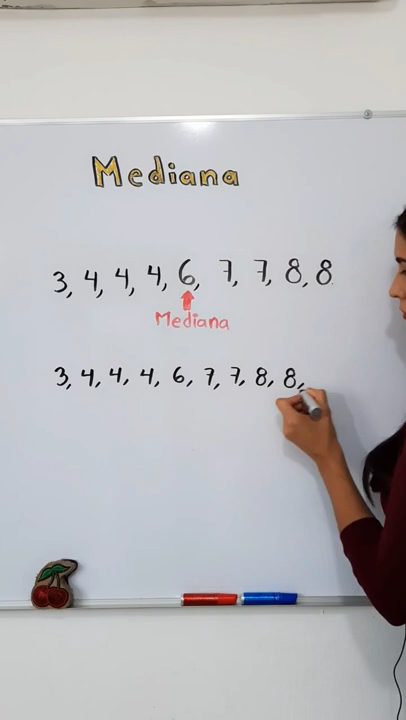 Mediana
3, 4, 4, 4, 6, 7, 7, 8, 8
Mediana
3, 4, 4, 4, 6, 7, 7, 8, 8,